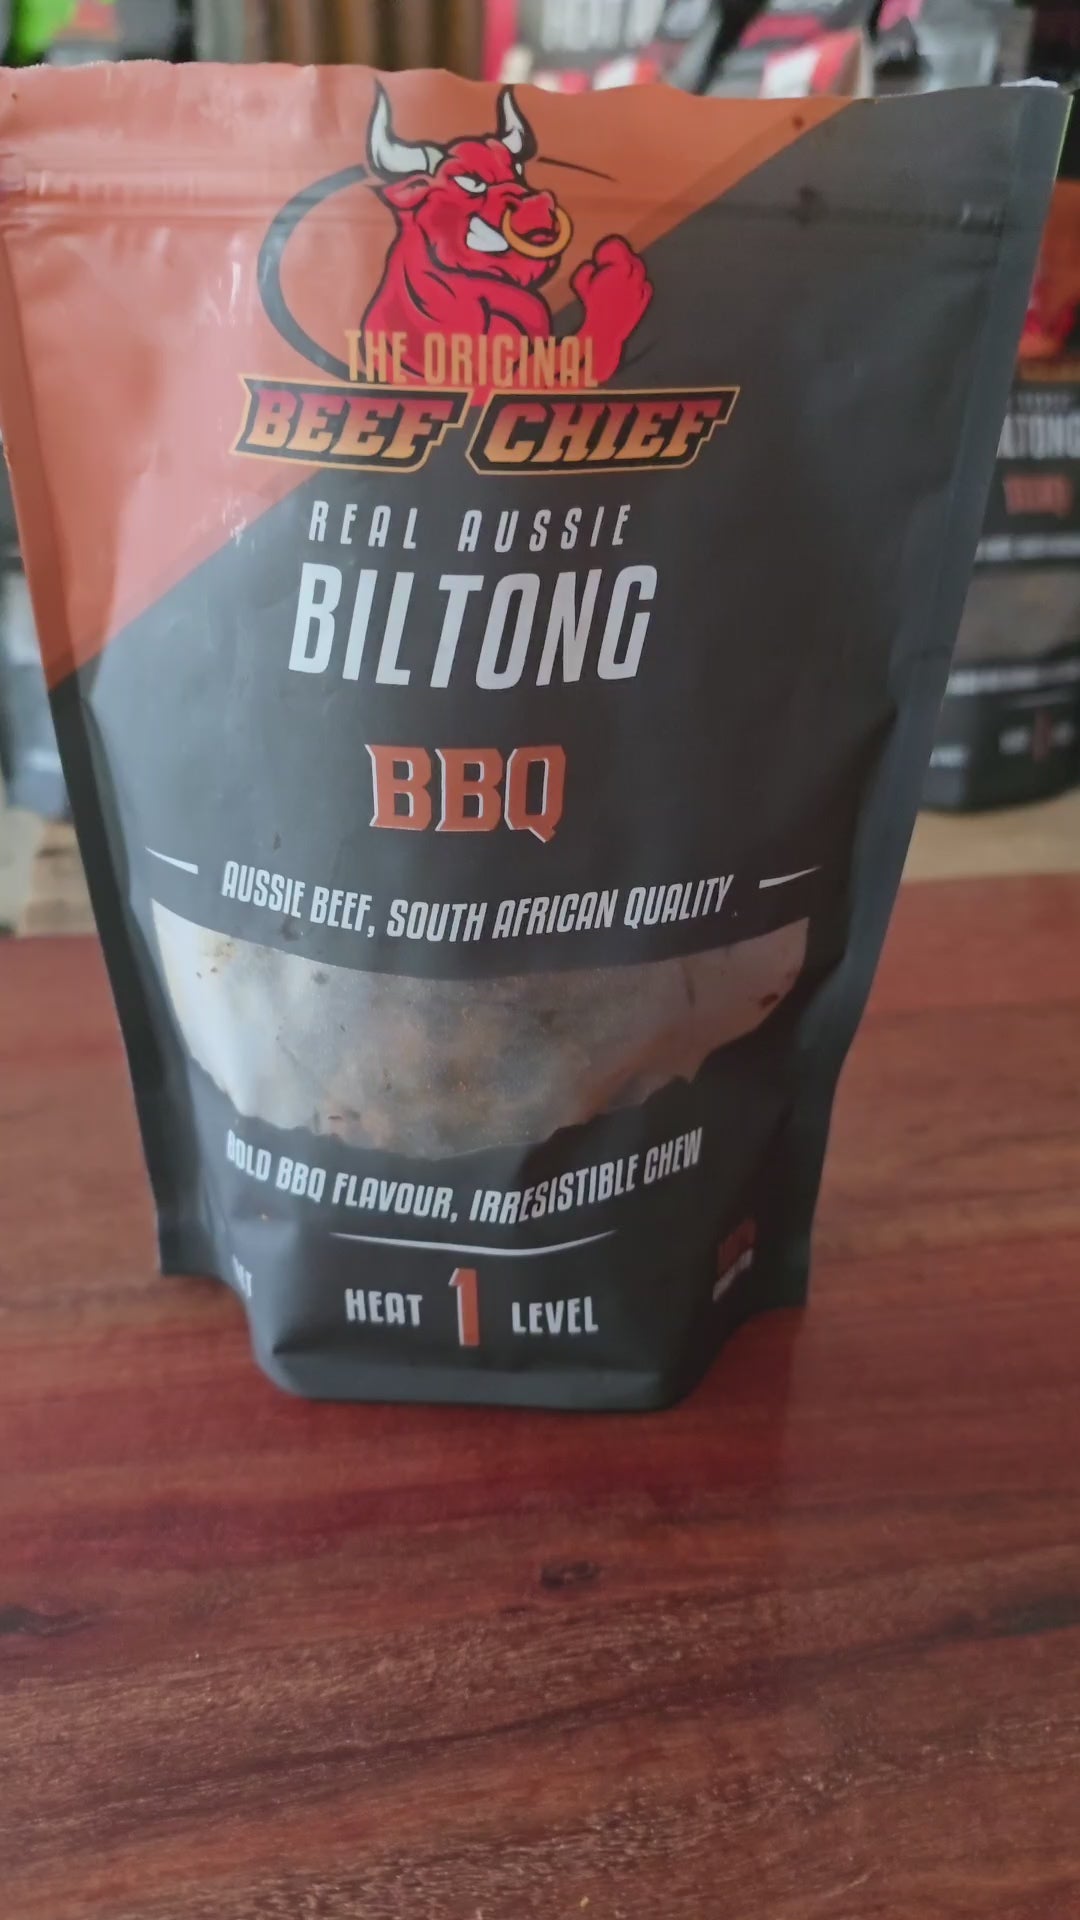 THE ORIGINAL
BEEF CHIEF
REAL AUSSIE
BILTONG
BBQ
AUSSIE BEEF, SOUTH AFRICAN QUALITY
BOLD BBQ FLAVOUR, IRRESISTIBLE CHEW
HEAT 1 LEVEL